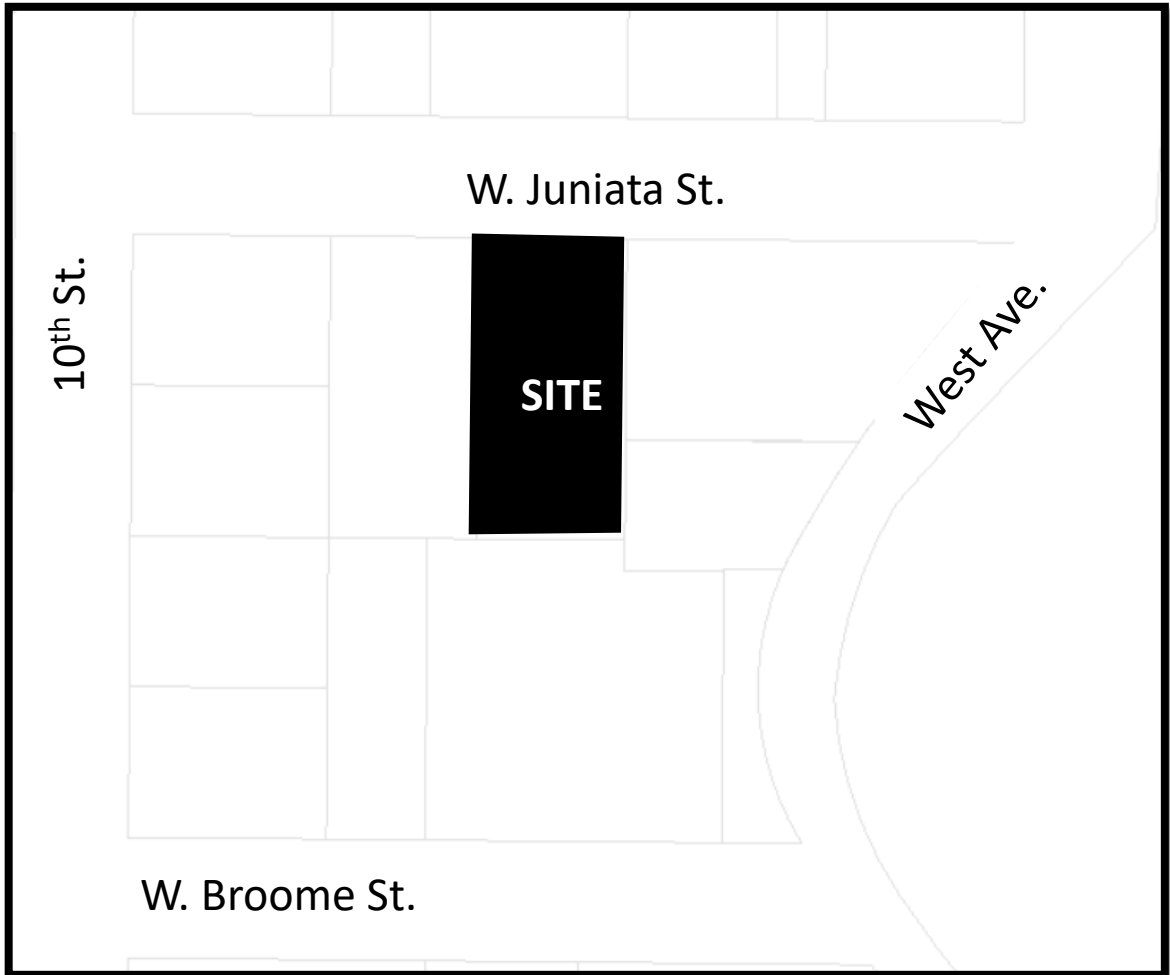 W. Juniata St.
10th St.
West Ave.
SITE
W. Broome St.